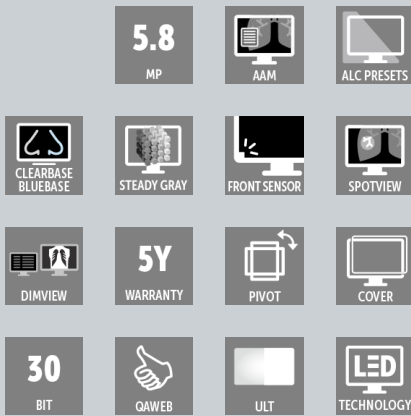 5.8
MP
AAM
ALC PRESETS
CLEARBASE
BLUEBASE
STEADY GRAY
FRONT SENSOR
SPOTVIEW
DIMVIEW
5Y
WARRANTY
PIVOT
COVER
30
BIT
QAWEB
ULT
LED
TECHNOLOGY